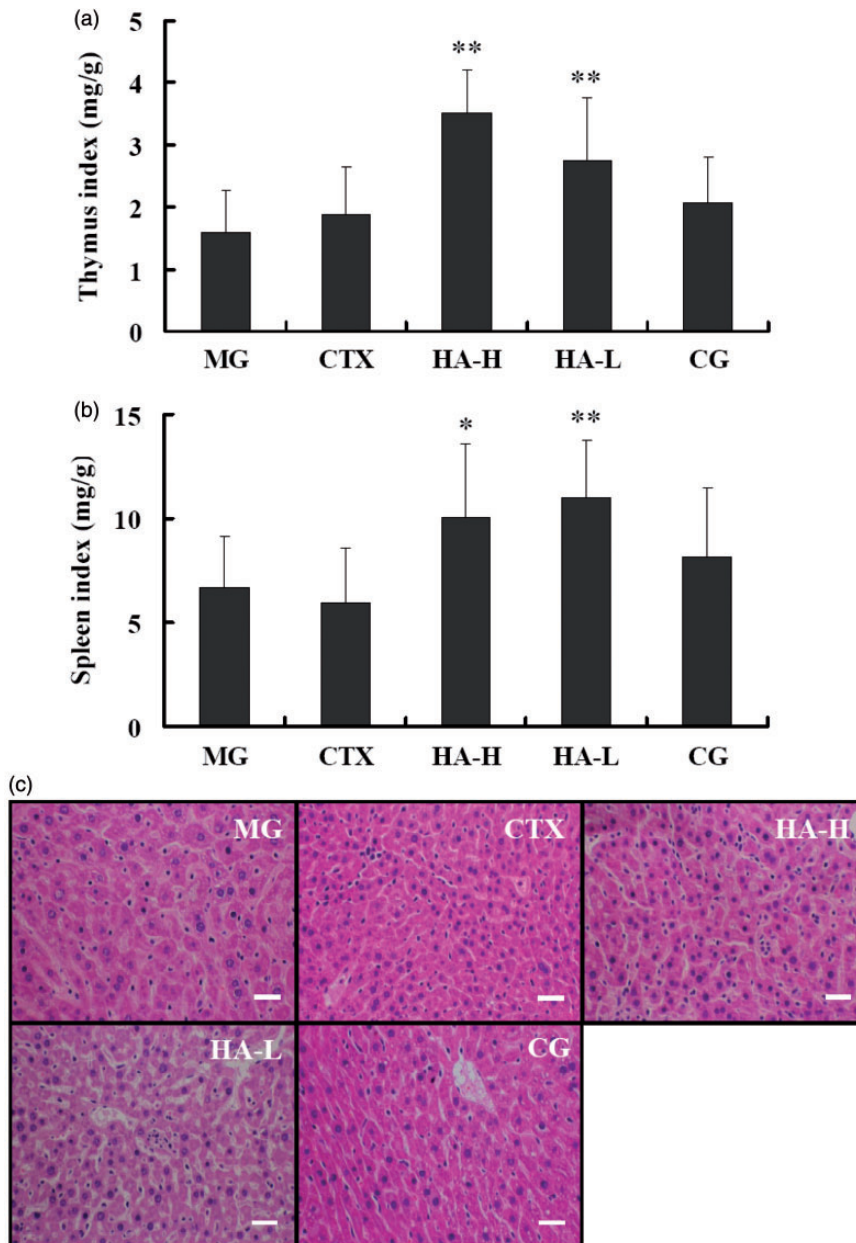 (a)
Thymus index (mg/g)
5
4
3
2
1
0
**
**
MG CTX HA-H HA-L CG
(b)
Spleen index (mg/g)
15
10
5
0
*
**
MG CTX HA-H HA-L CG
(c)
MG CTX HA-H
HA-L CG